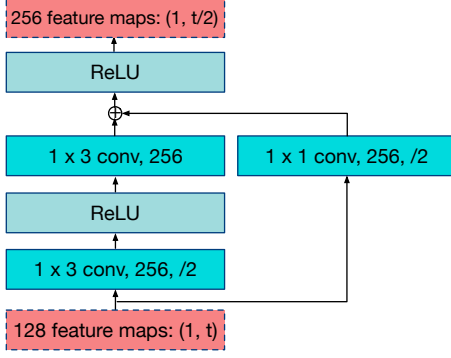 256 feature maps: (1, t/2)
ReLU
1 x 3 conv, 256
1 x 1 conv, 256, /2
ReLU
1 x 3 conv, 256, /2
128 feature maps: (1, t)